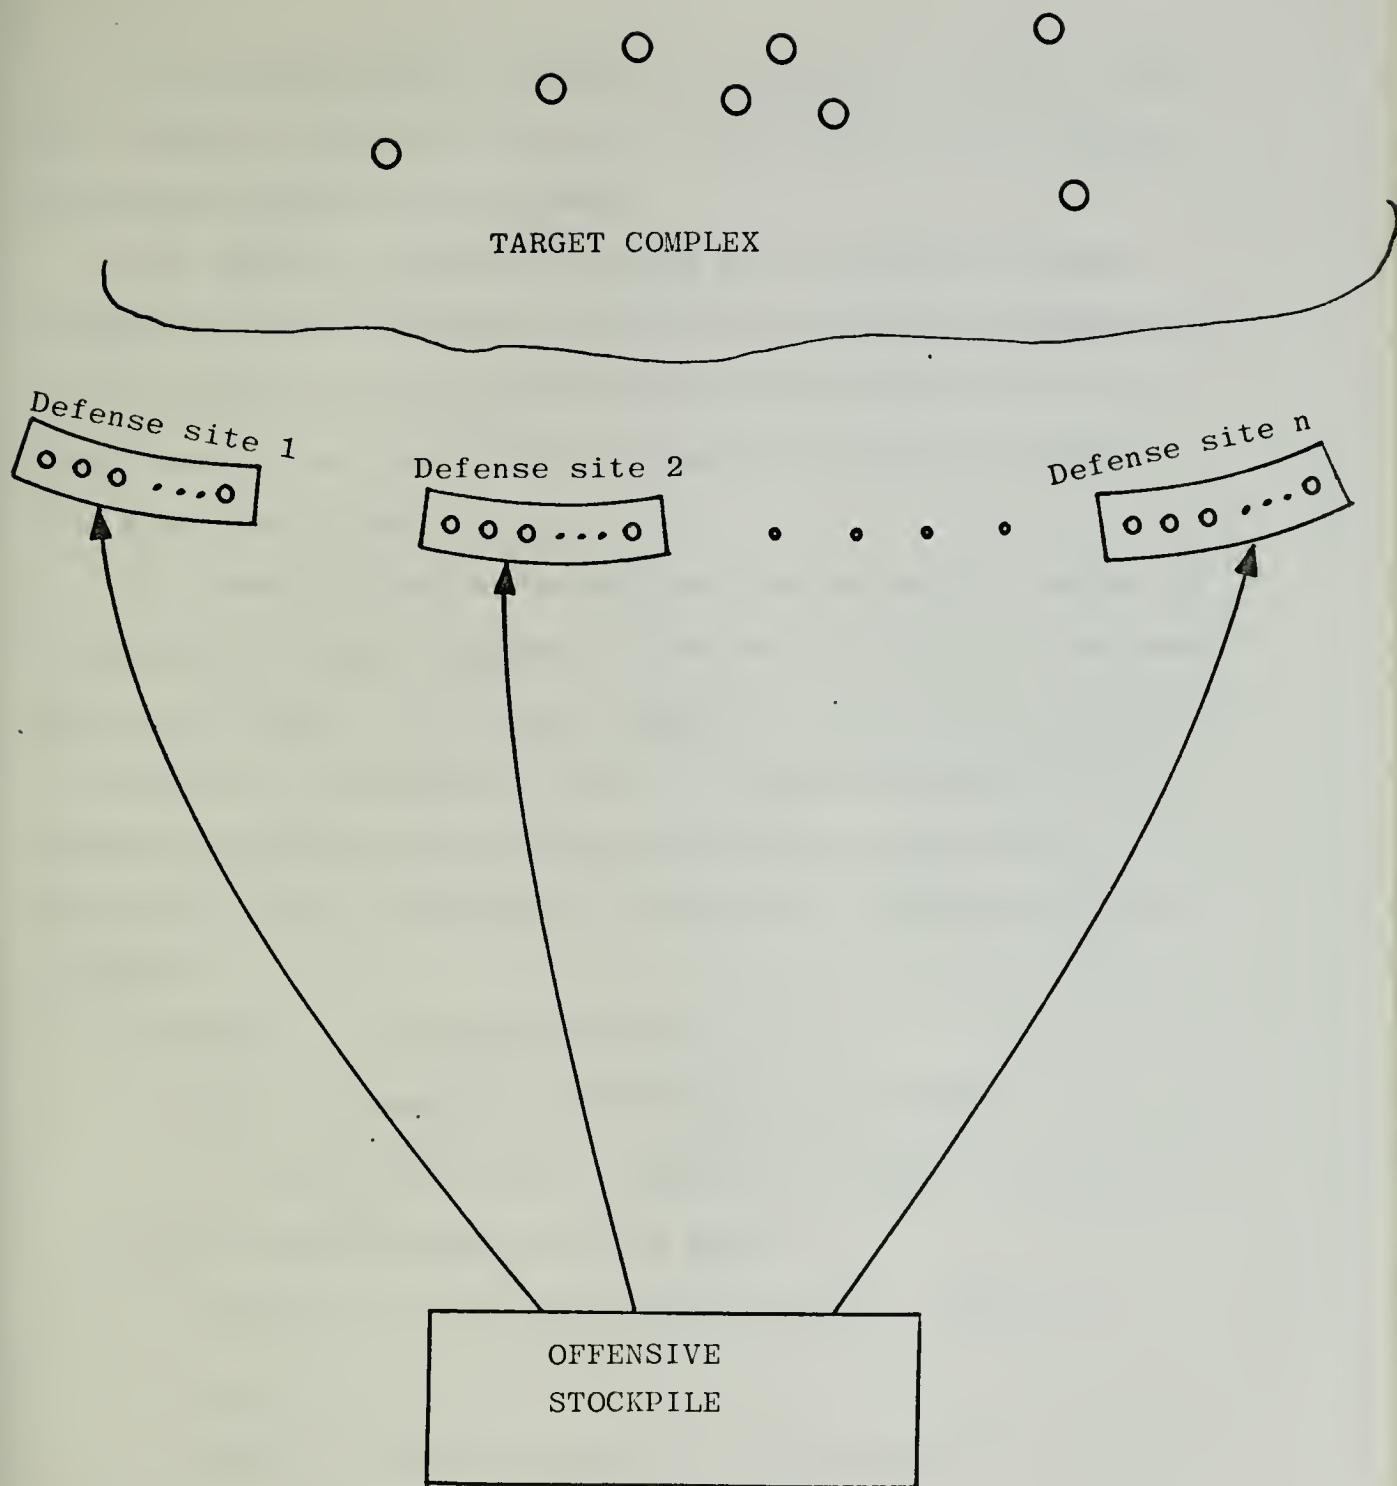 TARGET COMPLEX
Defense site 1
Defense site 2
Defense site n
OFFENSIVE
STOCKPILE